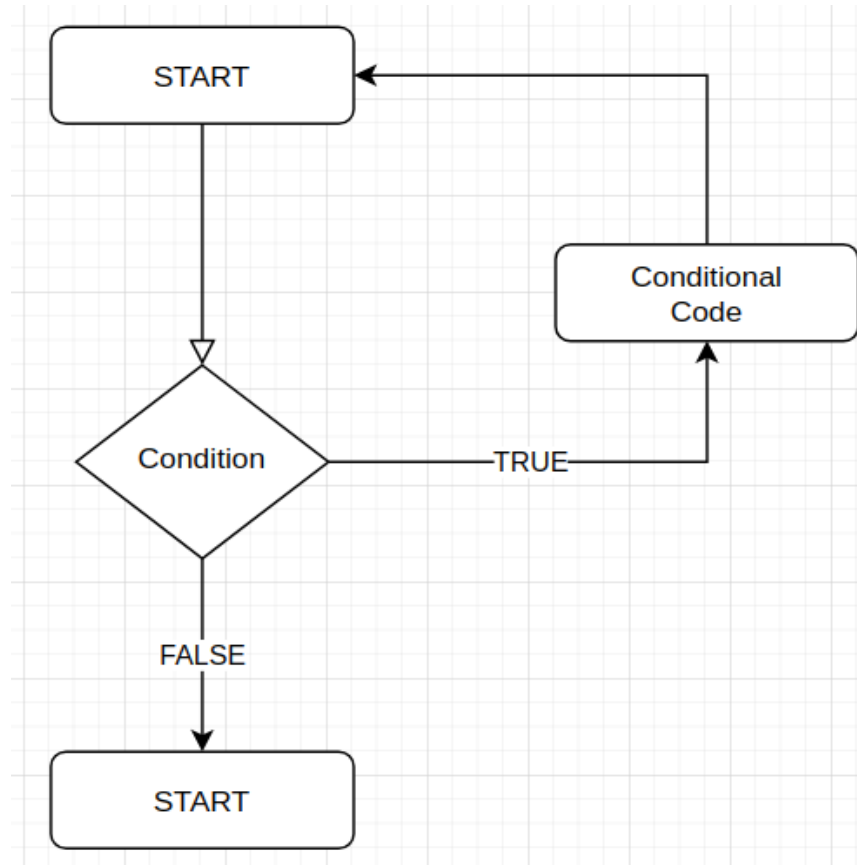 START
Conditional
Code
Condition
TRUE
FALSE
START